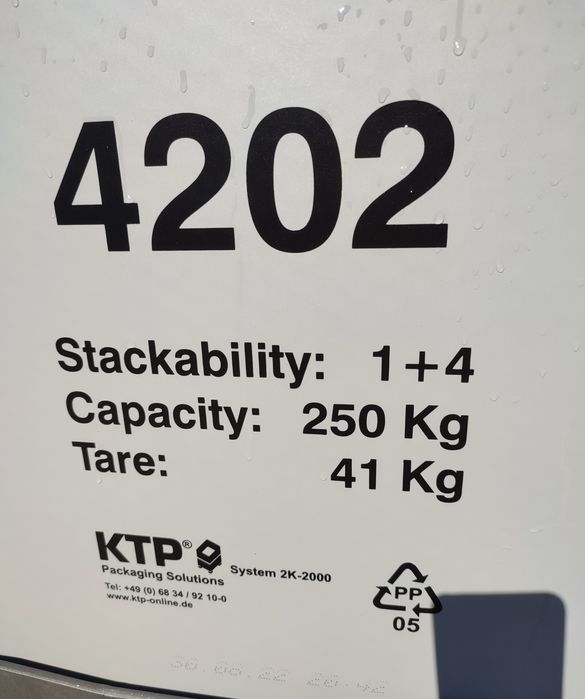 4202
Stackability: 1+4
Capacity: 250 Kg
Tare: 41 Kg
KTP®
Packaging Solutions
System 2K-2000
Tel: +49 (0) 68 34 / 92 10-0
www.ktp-online.de
PP
05